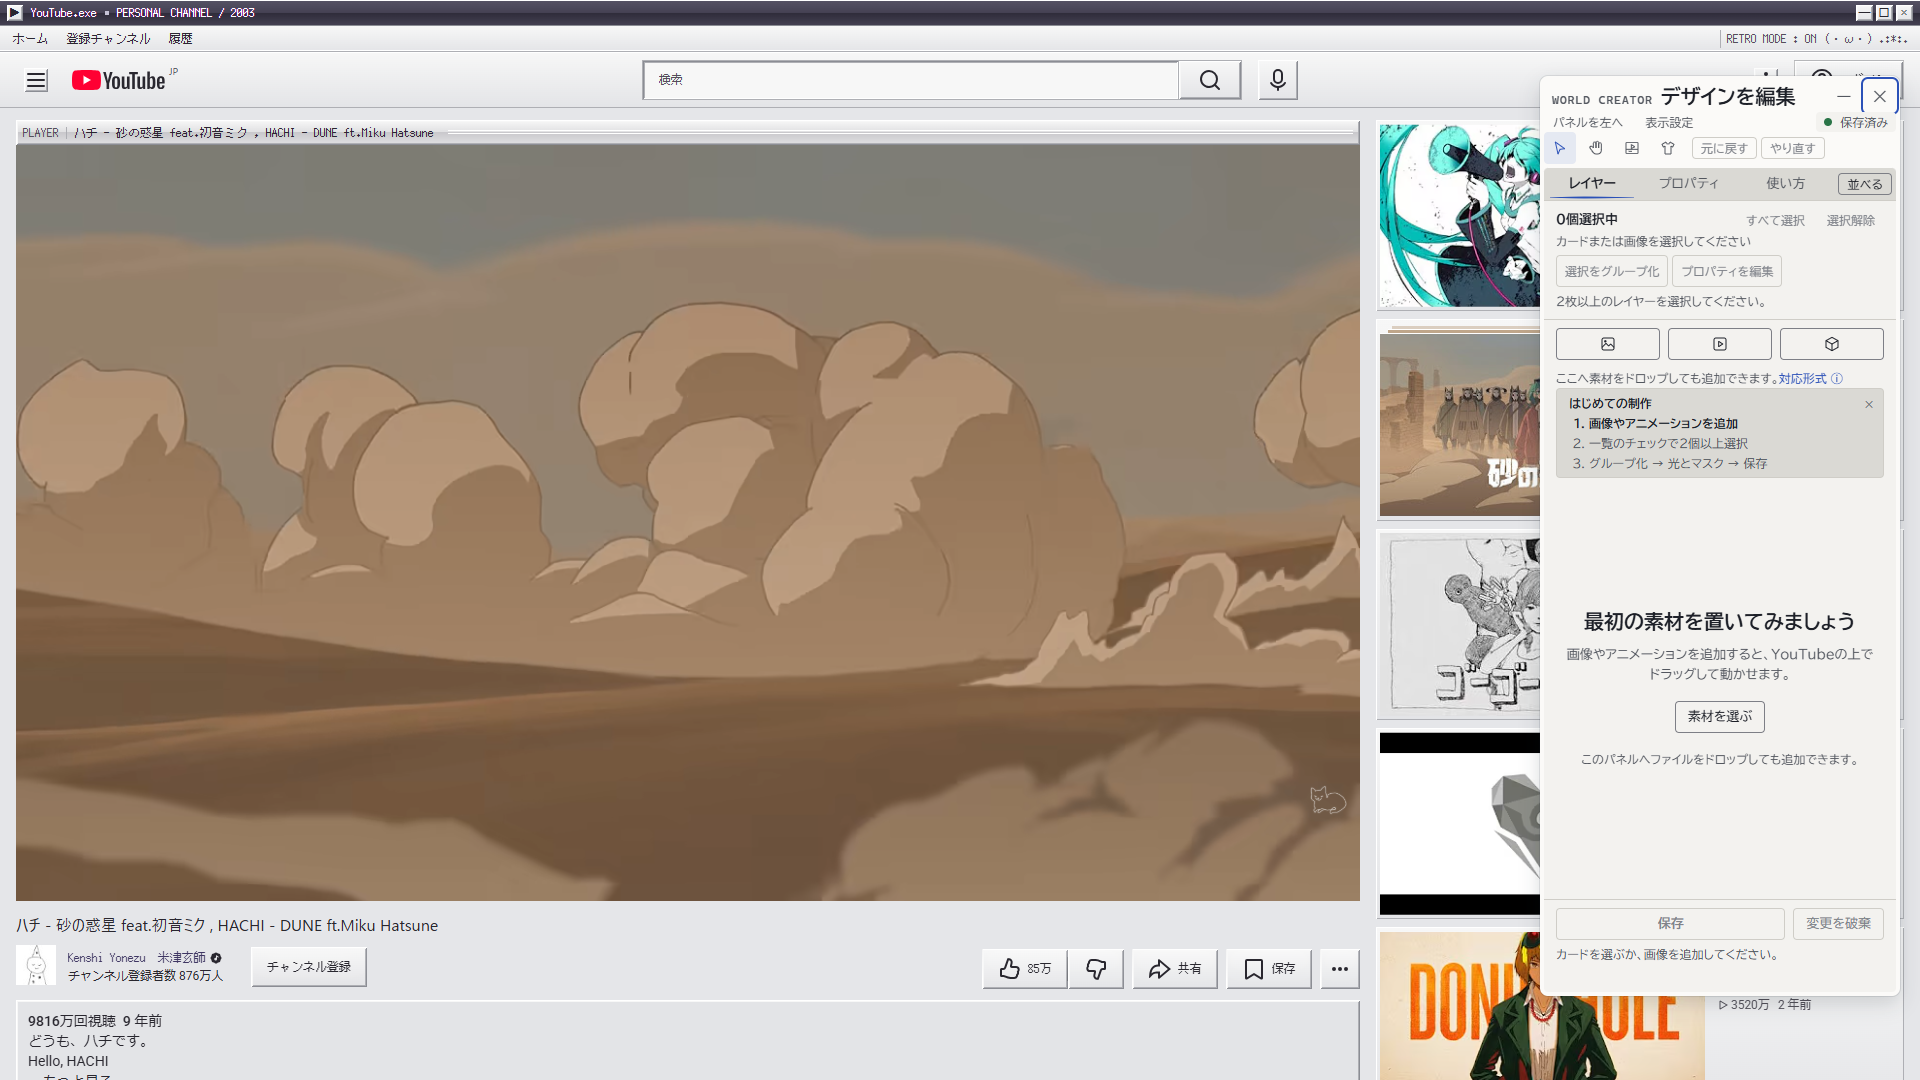 YouTube.exe ▪ PERSONAL CHANNEL / 2003
ホーム 登録チャンネル 履歴
RETRO MODE : ON (・ω・) .:*:.
YouTube JP
検索
WORLD CREATOR デザインを編集
パネルを左へ 表示設定 保存済み
元に戻す やり直す
レイヤー プロパティ 使い方 並べる
0個選択中 すべて選択 選択解除
カードまたは画像を選択してください
選択をグループ化 プロパティを編集
2枚以上のレイヤーを選択してください。
ここへ素材をドロップしても追加できます。対応形式 ⓘ
はじめての制作
1. 画像やアニメーションを追加
2. 一覧のチェックで2個以上選択
3. グループ化 → 光とマスク → 保存
最初の素材を置いてみましょう
画像やアニメーションを追加すると、YouTubeの上で
ドラッグして動かせます。
素材を選ぶ
このパネルへファイルをドロップしても追加できます。
保存 変更を破棄
カードを選ぶか、画像を追加してください。
PLAYER ハチ - 砂の惑星 feat.初音ミク , HACHI - DUNE ft.Miku Hatsune
砂の
ゴーゴー
ハチ - 砂の惑星 feat.初音ミク , HACHI - DUNE ft.Miku Hatsune
Kenshi Yonezu 米津玄師
チャンネル登録者数 876万人
チャンネル登録
85万 共有 保存
9816万回視聴 9 年前
どうも、ハチです。
Hello, HACHI
3520万 2 年前